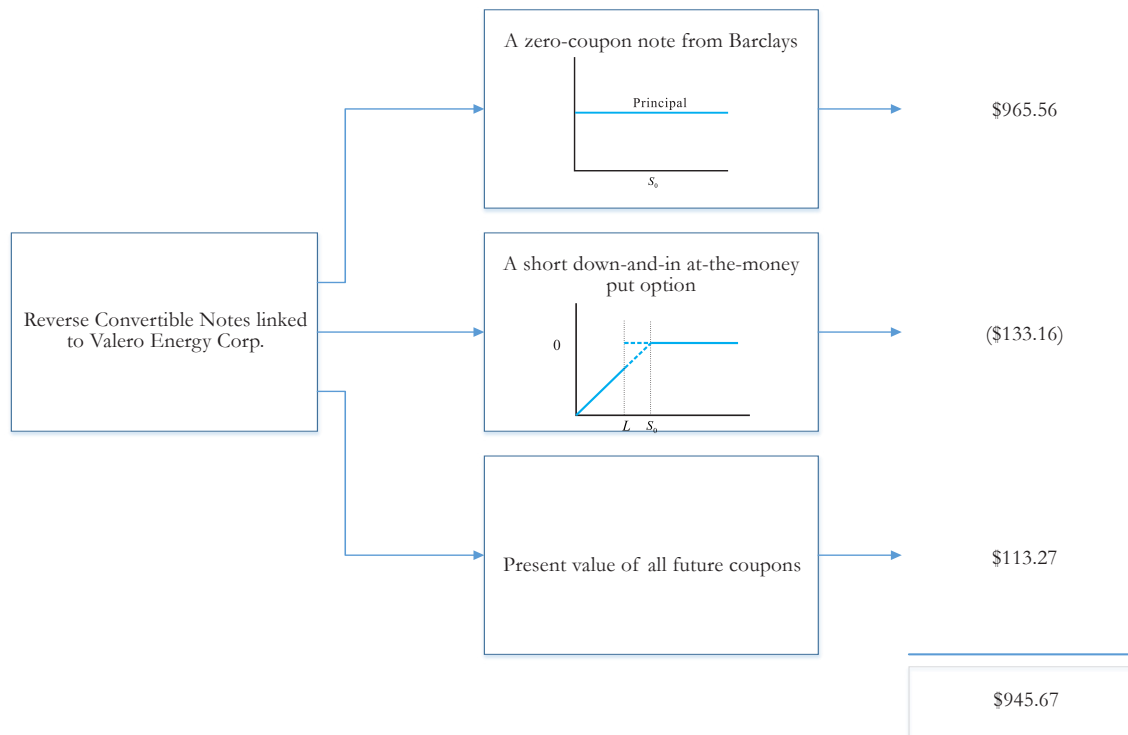 A zero-coupon note from Barclays
Principal
S₀
$965.56
Reverse Convertible Notes linked
to Valero Energy Corp.
A short down-and-in at-the-money
put option
0
L S₀
($133.16)
Present value of all future coupons
$113.27
$945.67